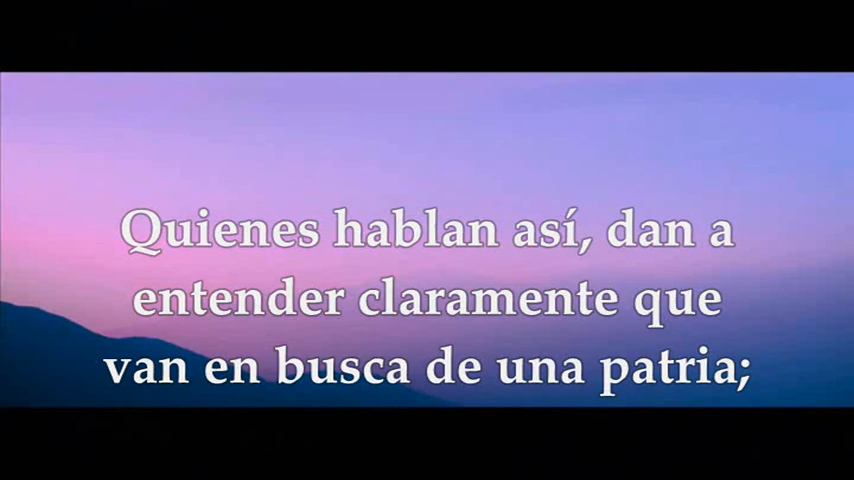 Quienes hablan así, dan a
entender claramente que
van en busca de una patria;